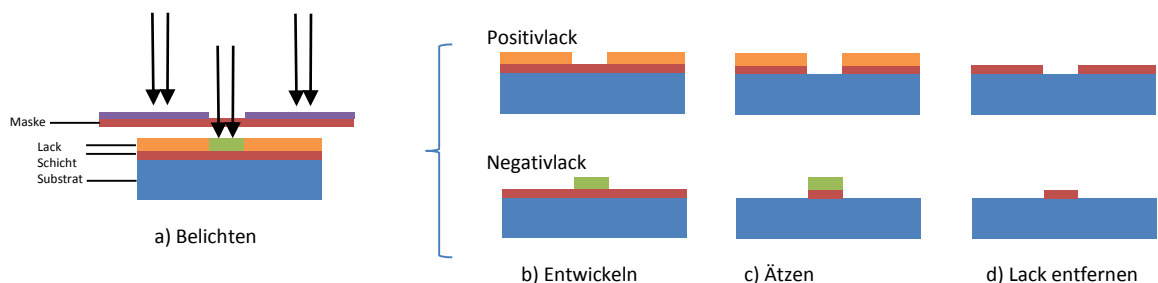 Maske
Lack
Schicht
Substrat
a) Belichten
Positivlack
Negativlack
b) Entwickeln
c) Ätzen
d) Lack entfernen